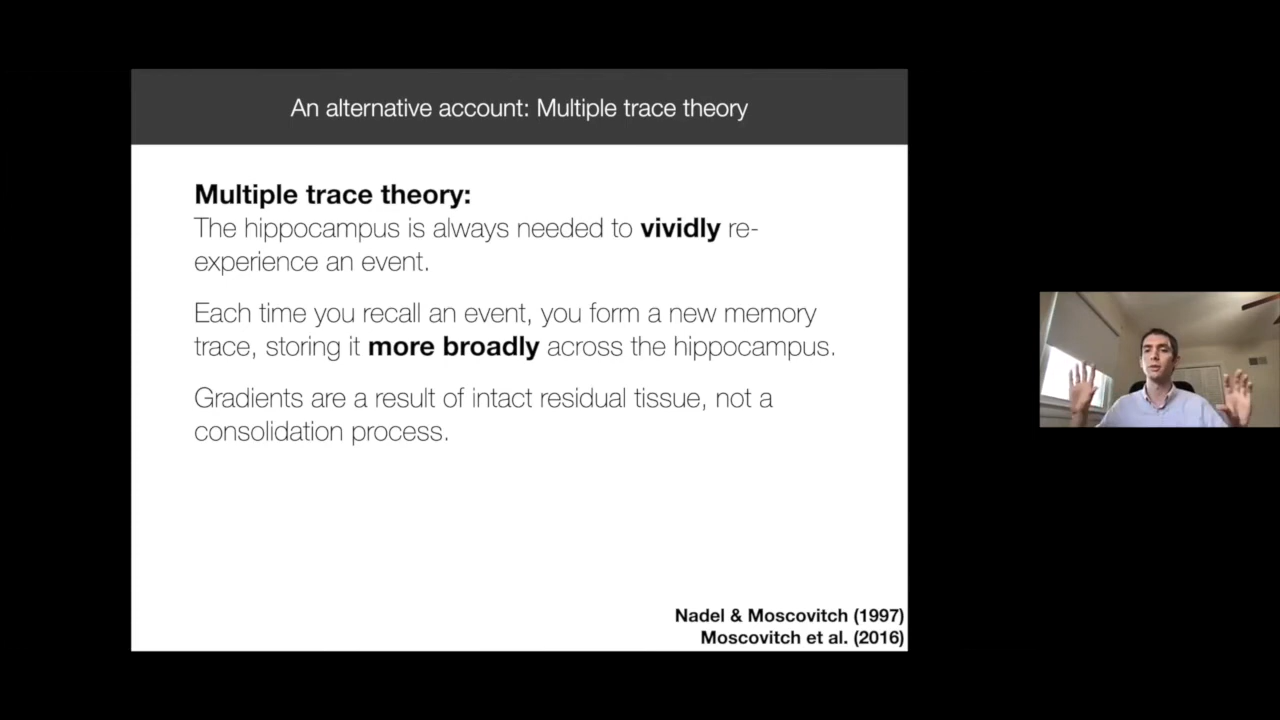 An alternative account: Multiple trace theory
Multiple trace theory:
The hippocampus is always needed to vividly re-
experience an event.
Each time you recall an event, you form a new memory
trace, storing it more broadly across the hippocampus.
Gradients are a result of intact residual tissue, not a
consolidation process.
Nadel & Moscovitch (1997)
Moscovitch et al. (2016)